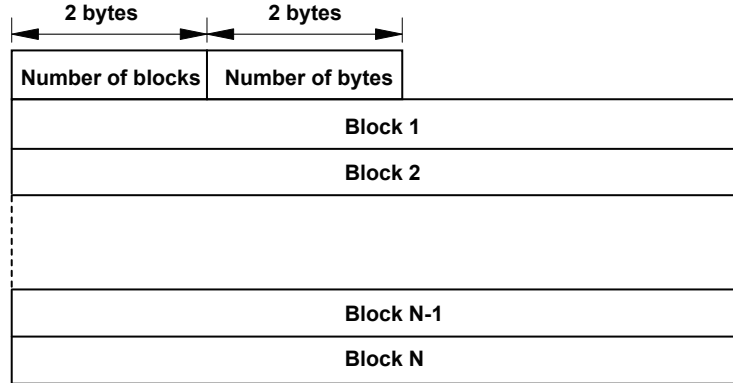 2 bytes 2 bytes
Number of blocks Number of bytes
Block 1
Block 2
Block N-1
Block N